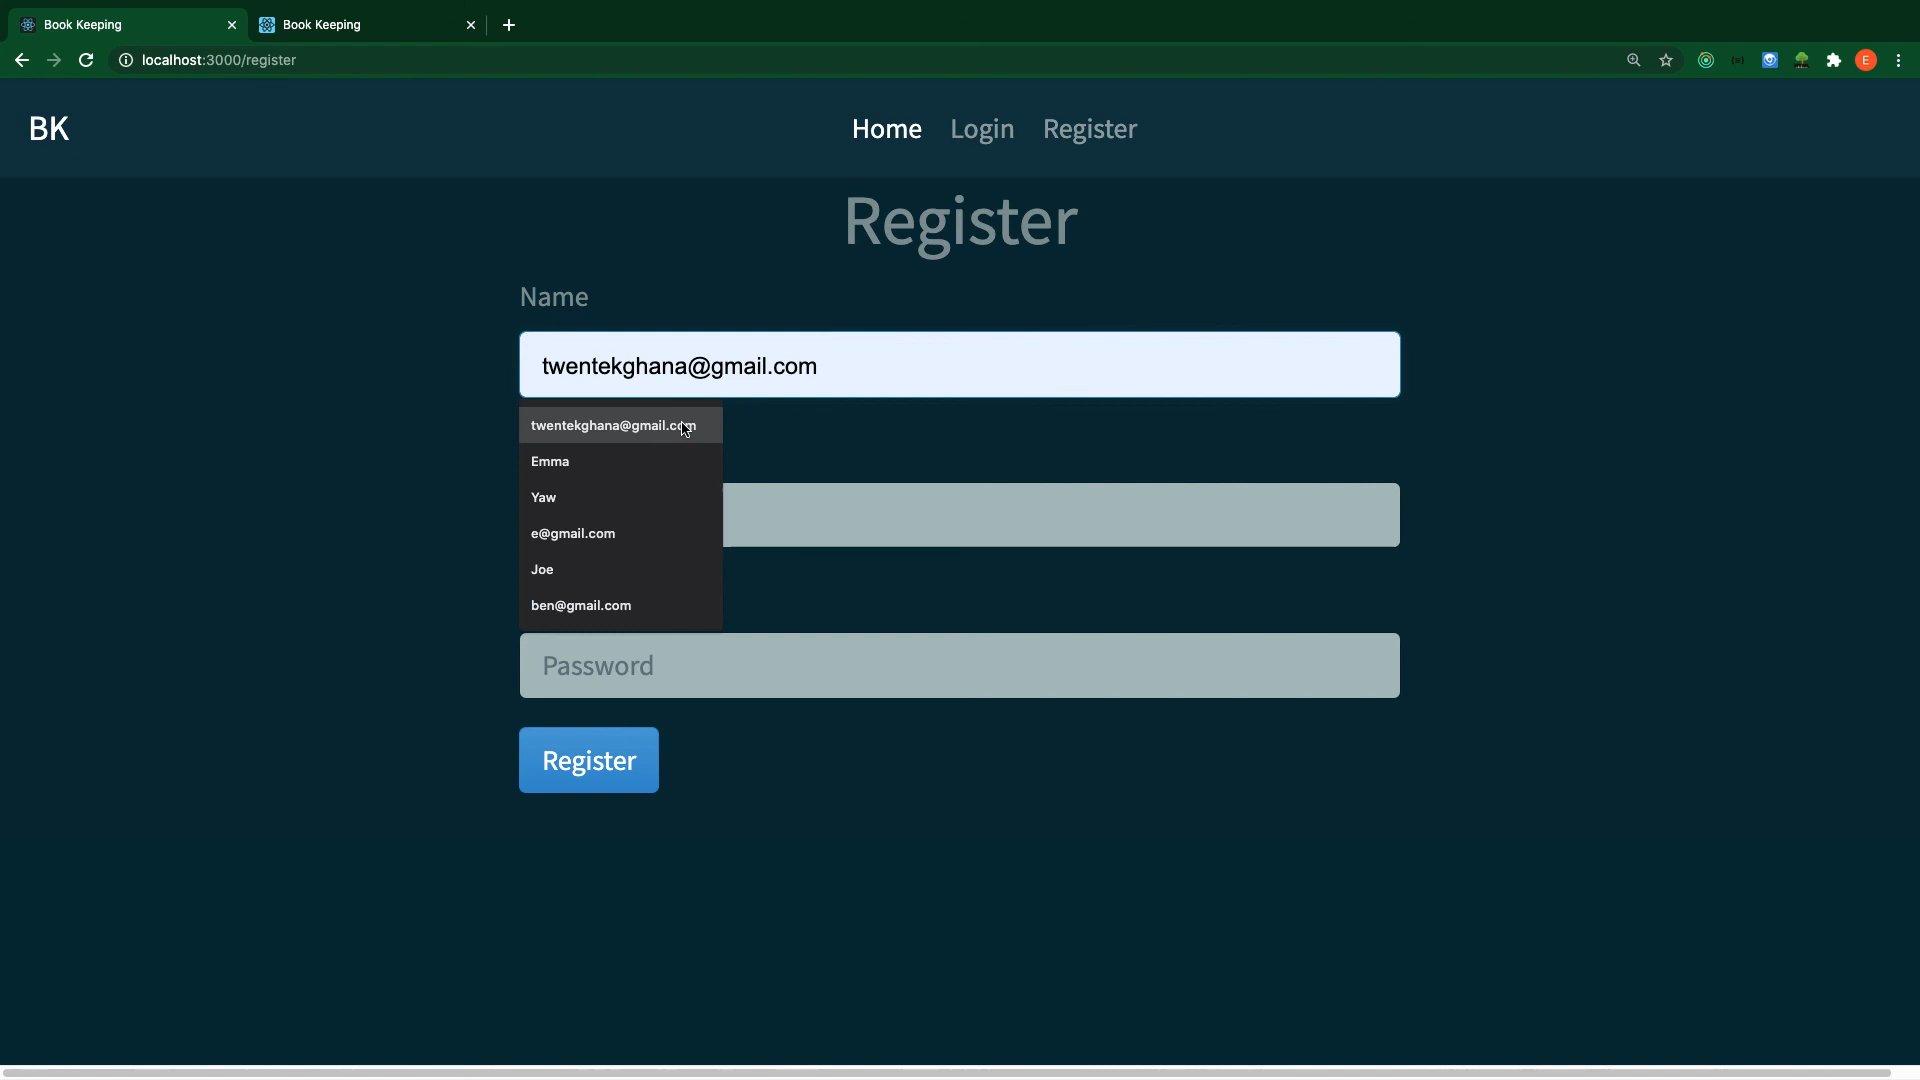 Book Keeping
Book Keeping
localhost:3000/register
E
BK
Home Login Register
Register
Name
twentekghana@gmail.com
twentekghana@gmail.com
Emma
Yaw
e@gmail.com
Joe
ben@gmail.com
Password
Register